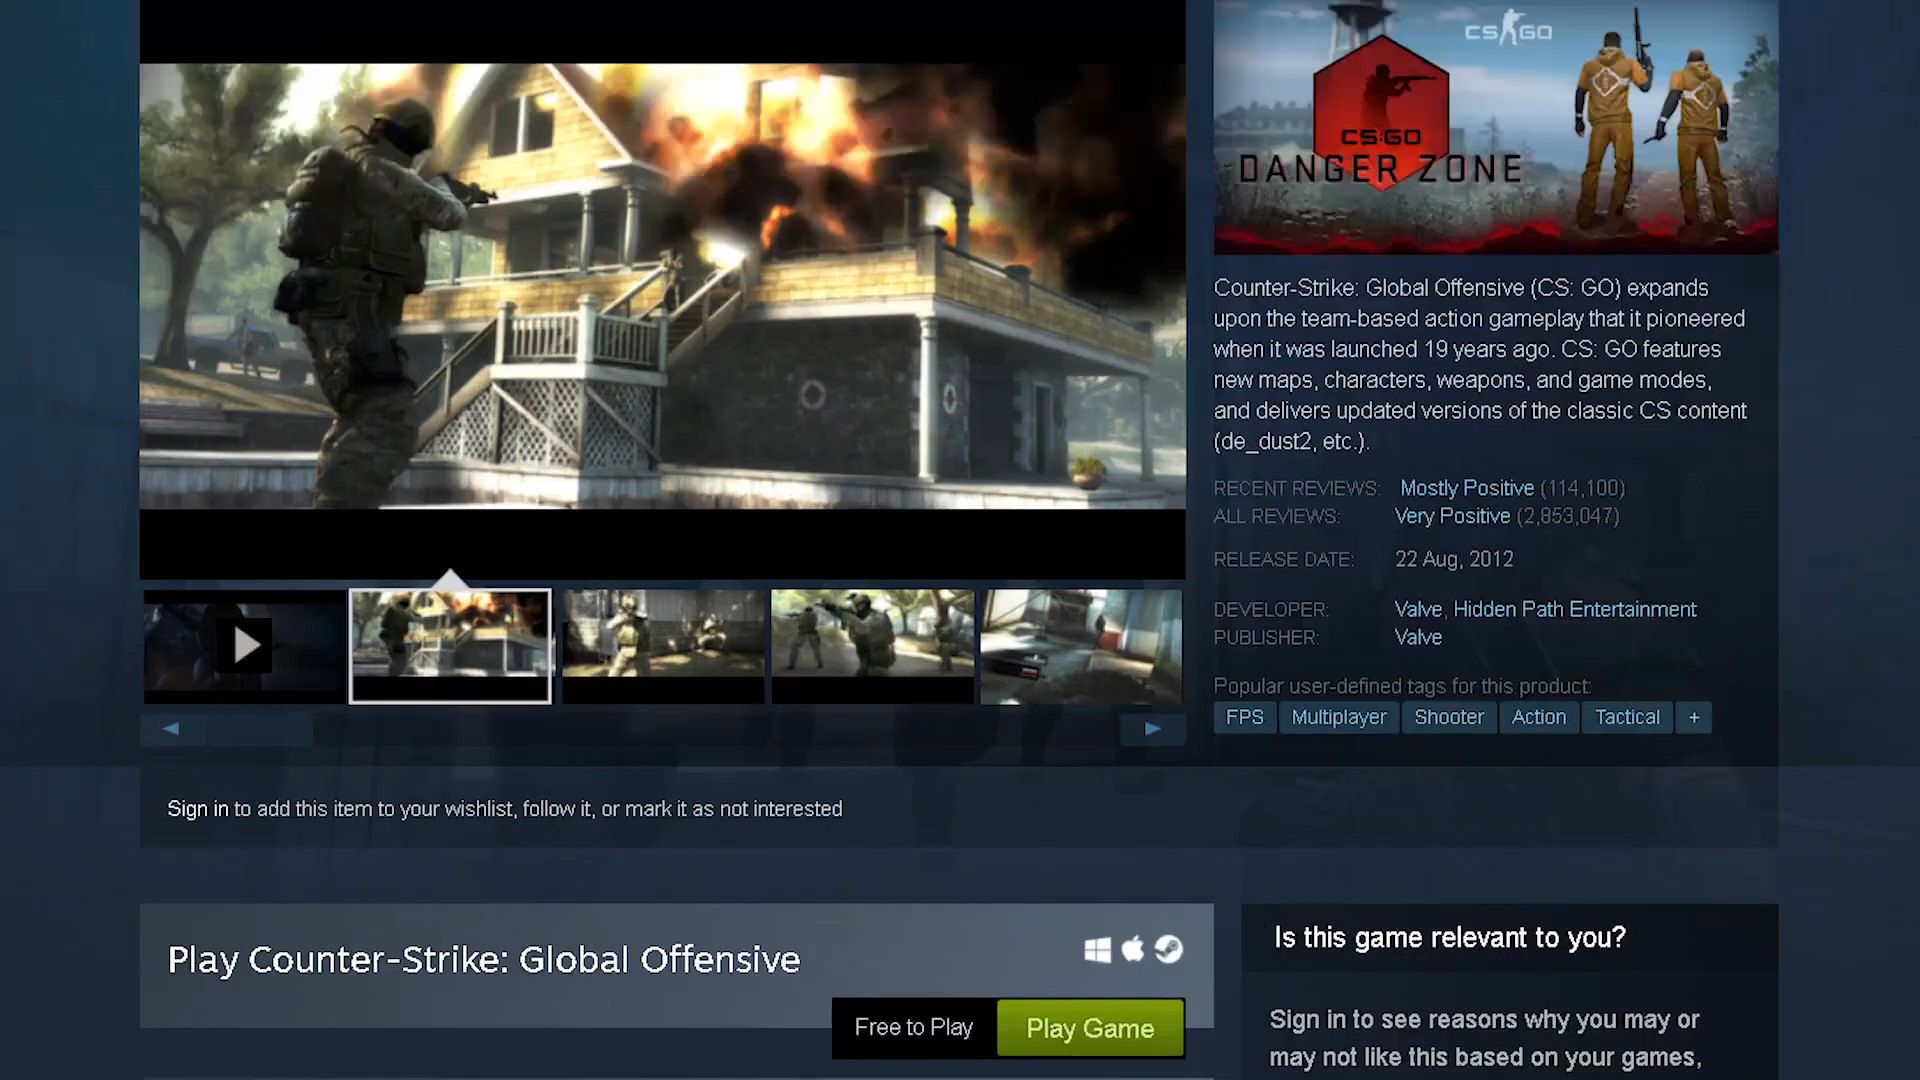 CS GO
CS:GO
DANGER ZONE
Counter-Strike: Global Offensive (CS: GO) expands
upon the team-based action gameplay that it pioneered
when it was launched 19 years ago. CS: GO features
new maps, characters, weapons, and game modes,
and delivers updated versions of the classic CS content
(de_dust2, etc.).
RECENT REVIEWS: Mostly Positive (114,100)
ALL REVIEWS: Very Positive (2,853,047)
RELEASE DATE: 22 Aug, 2012
DEVELOPER: Valve, Hidden Path Entertainment
PUBLISHER: Valve
Popular user-defined tags for this product:
FPS Multiplayer Shooter Action Tactical +
Sign in to add this item to your wishlist, follow it, or mark it as not interested
Play Counter-Strike: Global Offensive
Free to Play Play Game
Is this game relevant to you?
Sign in to see reasons why you may or
may not like this based on your games,